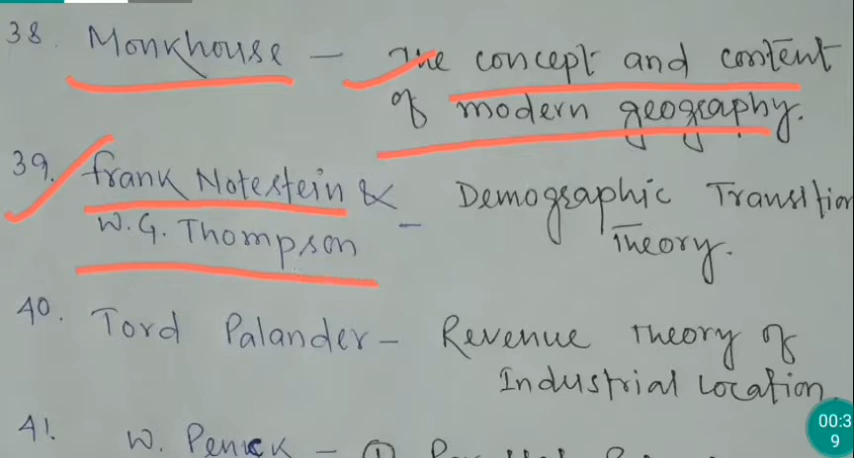 38. Monkhouse – The concept and content
of modern geography.
39. Frank Notestein & – Demographic Transition
W. G. Thompson Theory.
40. Tord Palander – Revenue Theory of
Industrial Location.
41. W. Penck – ①
00:3
9